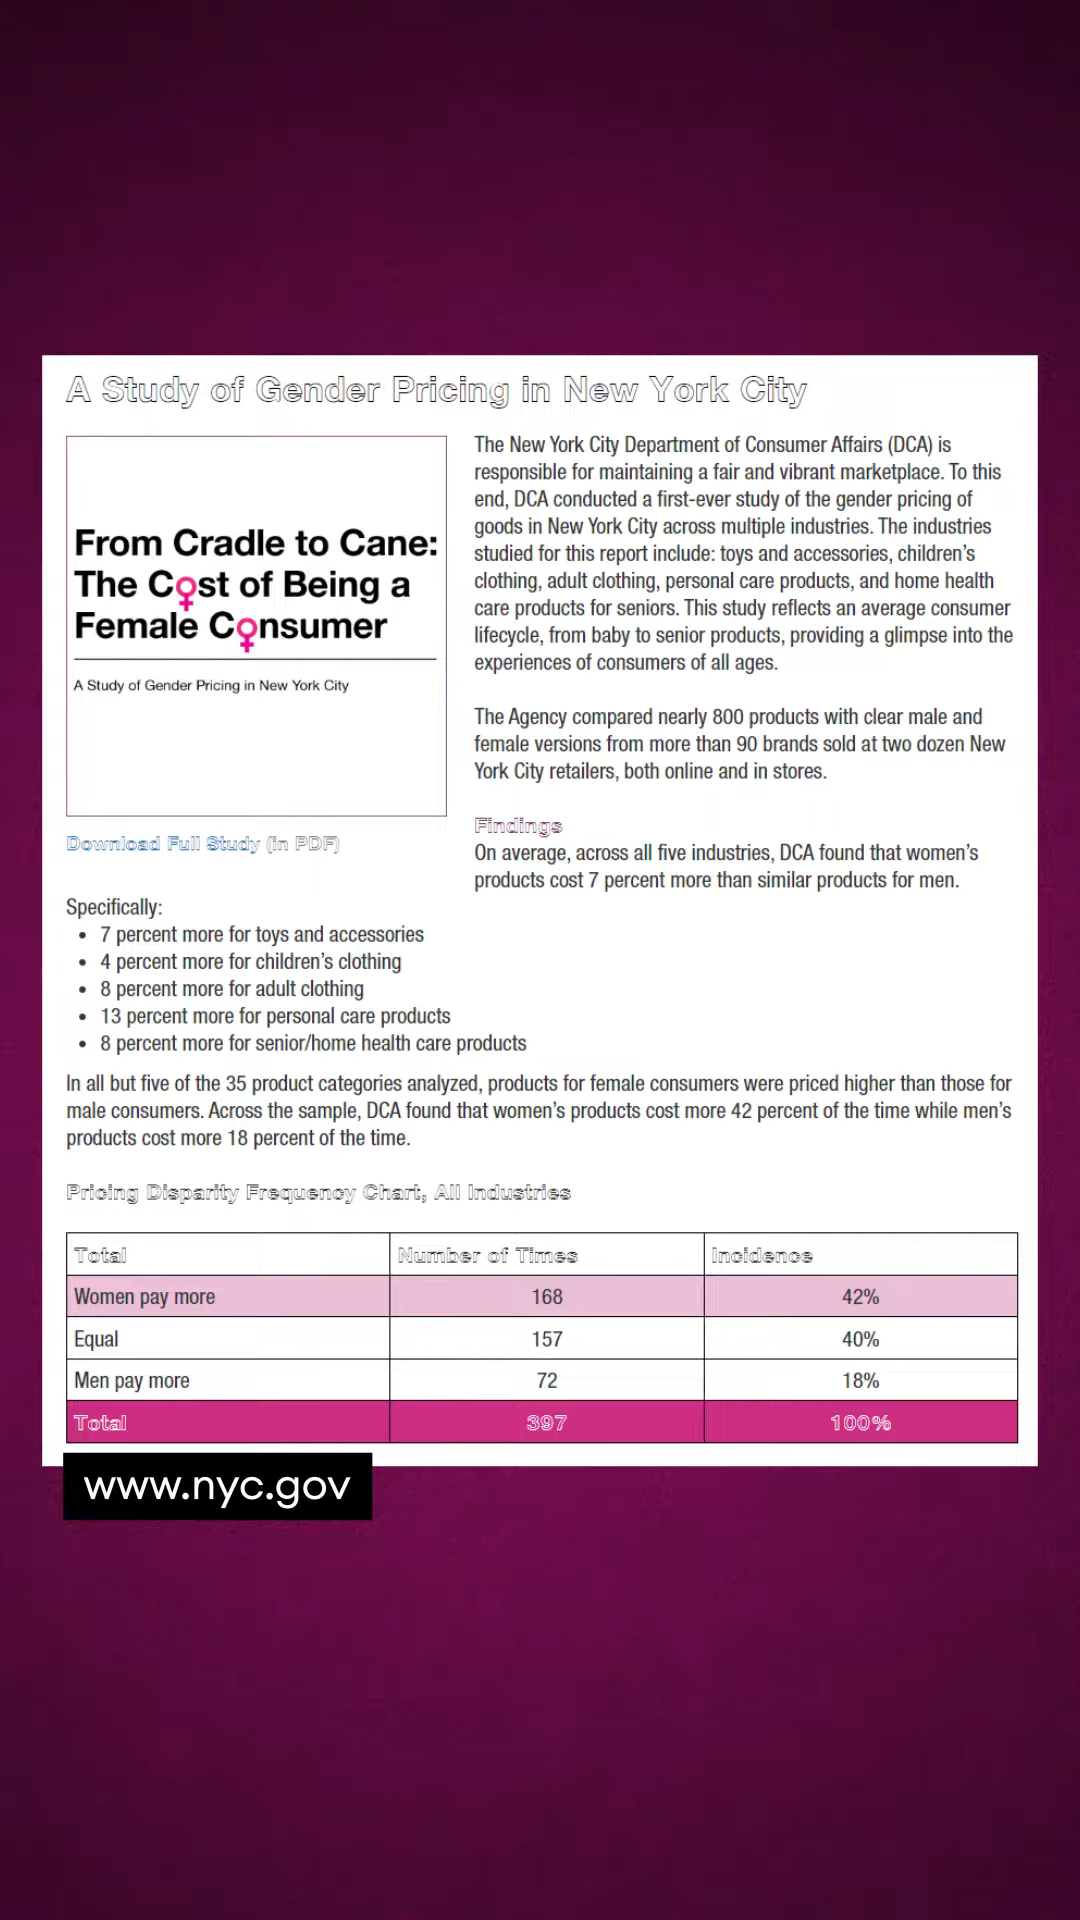 A Study of Gender Pricing in New York City
From Cradle to Cane:
The Cost of Being a
Female Consumer
A Study of Gender Pricing in New York City
Download Full Study (in PDF)
The New York City Department of Consumer Affairs (DCA) is
responsible for maintaining a fair and vibrant marketplace. To this
end, DCA conducted a first-ever study of the gender pricing of
goods in New York City across multiple industries. The industries
studied for this report include: toys and accessories, children’s
clothing, adult clothing, personal care products, and home health
care products for seniors. This study reflects an average consumer
lifecycle, from baby to senior products, providing a glimpse into the
experiences of consumers of all ages.
The Agency compared nearly 800 products with clear male and
female versions from more than 90 brands sold at two dozen New
York City retailers, both online and in stores.
Findings
On average, across all five industries, DCA found that women’s
products cost 7 percent more than similar products for men.
Specifically:
• 7 percent more for toys and accessories
• 4 percent more for children’s clothing
• 8 percent more for adult clothing
• 13 percent more for personal care products
• 8 percent more for senior/home health care products
In all but five of the 35 product categories analyzed, products for female consumers were priced higher than those for
male consumers. Across the sample, DCA found that women’s products cost more 42 percent of the time while men’s
products cost more 18 percent of the time.
Pricing Disparity Frequency Chart, All Industries
Total Number of Times Incidence
Women pay more 168 42%
Equal 157 40%
Men pay more 72 18%
Total 397 100%
www.nyc.gov